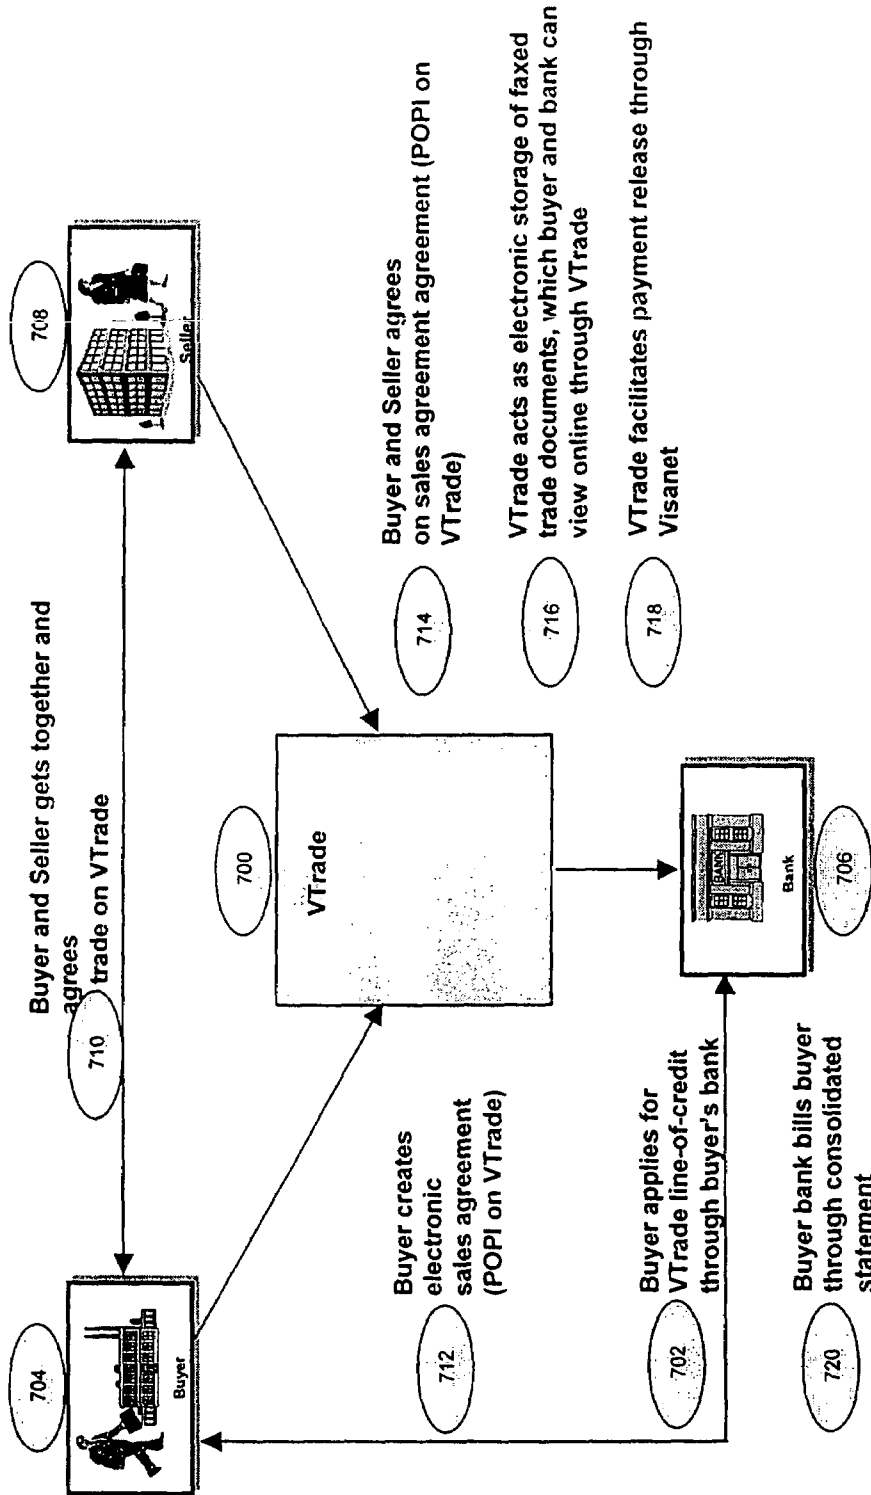 704
Buyer
Buyer and Seller gets together and
agrees
trade on VTrade
710
708
Seller
700
VTrade
Buyer creates
electronic
sales agreement
(POPI on VTrade)
712
Buyer and Seller agrees
on sales agreement agreement (POPI on
VTrade)
714
VTrade acts as electronic storage of faxed
trade documents, which buyer and bank can
view online through VTrade
716
VTrade facilitates payment release through
Visanet
718
Buyer applies for
VTrade line-of-credit
through buyer's bank
702
BANK
Bank
706
Buyer bank bills buyer
through consolidated
statement
720